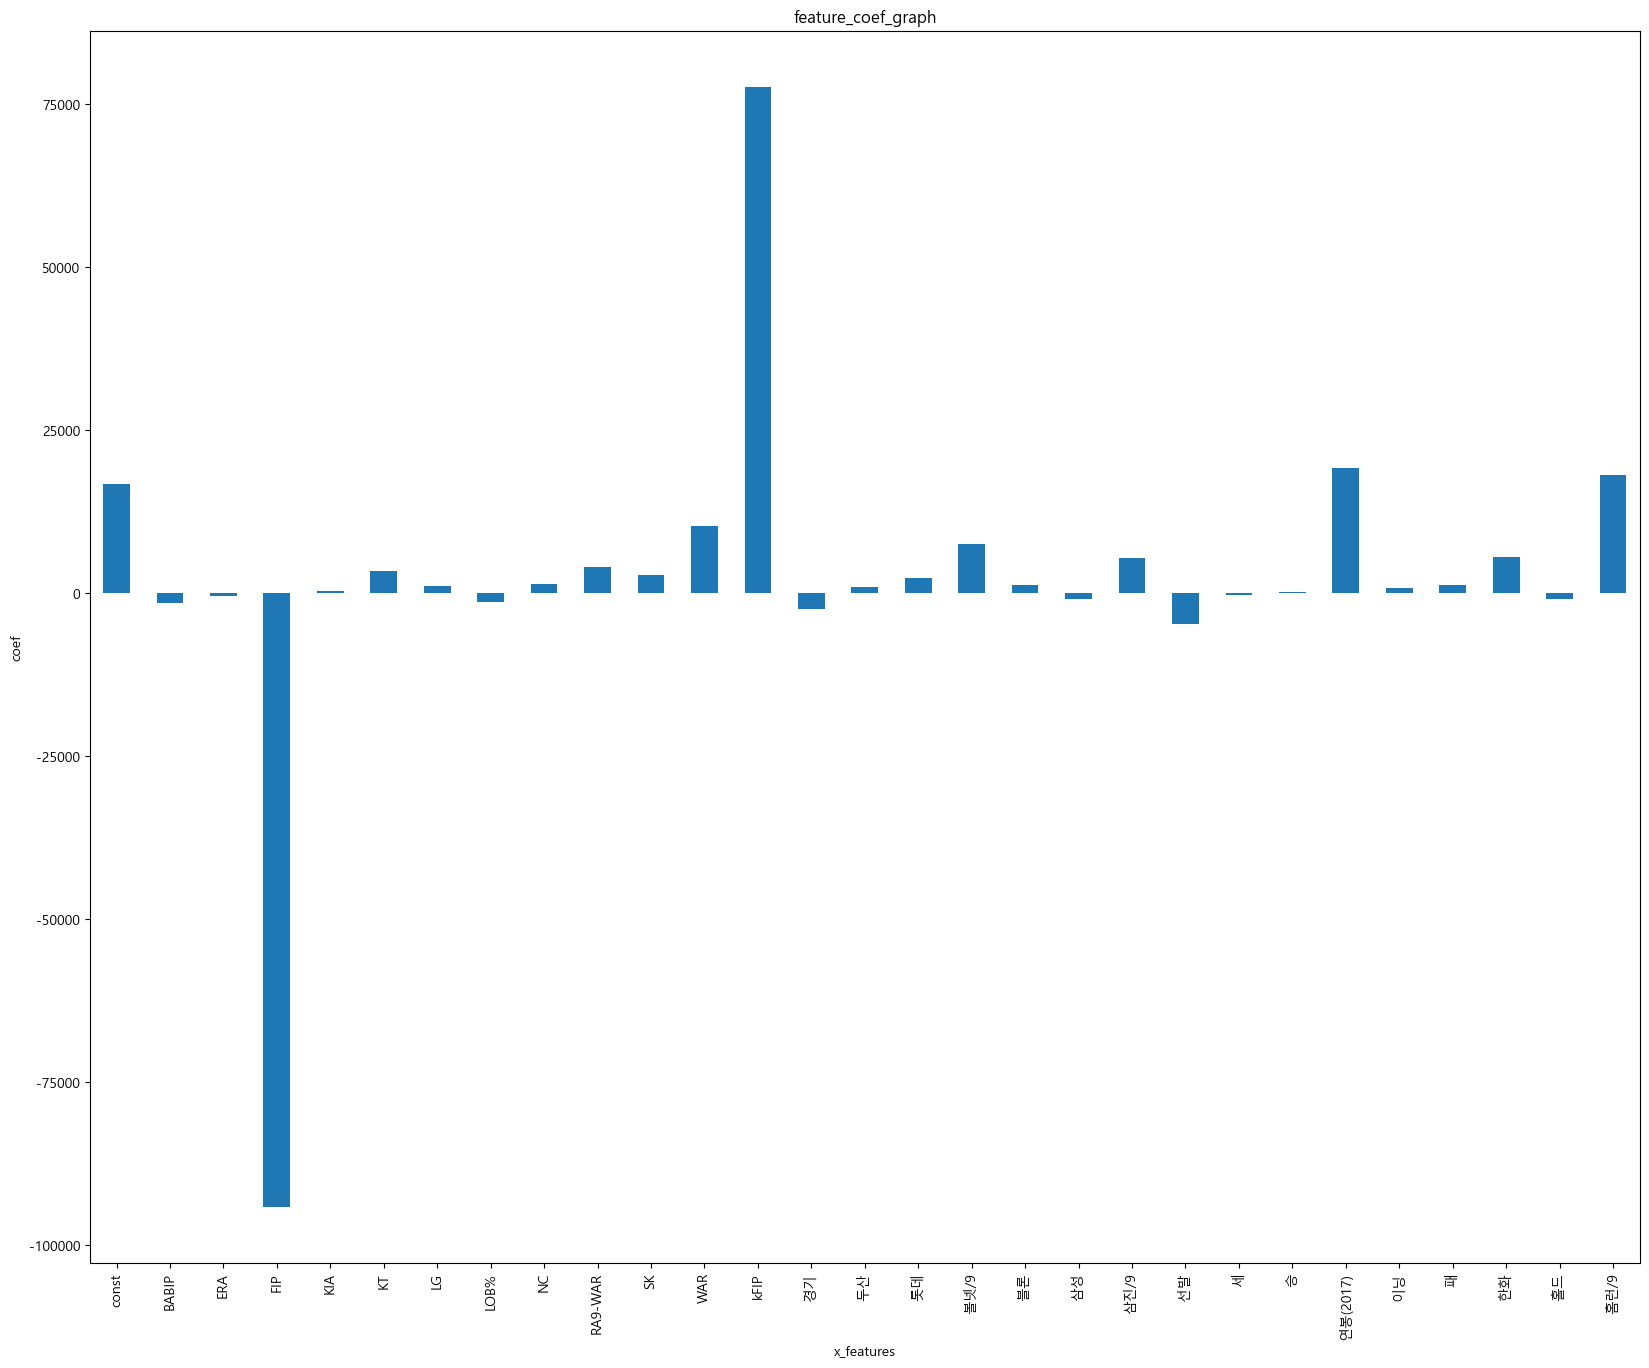 feature_coef_graph
75000
50000
25000
0
-25000
-50000
-75000
-100000
coef
const
BABIP
ERA
FIP
KIA
KT
LG
LOB%
NC
RA9-WAR
SK
WAR
kFIP
경기
두산
롯데
볼넷/9
블론
삼성
삼진/9
선발
세
승
연봉(2017)
이닝
패
한화
홀드
홈런/9
x_features